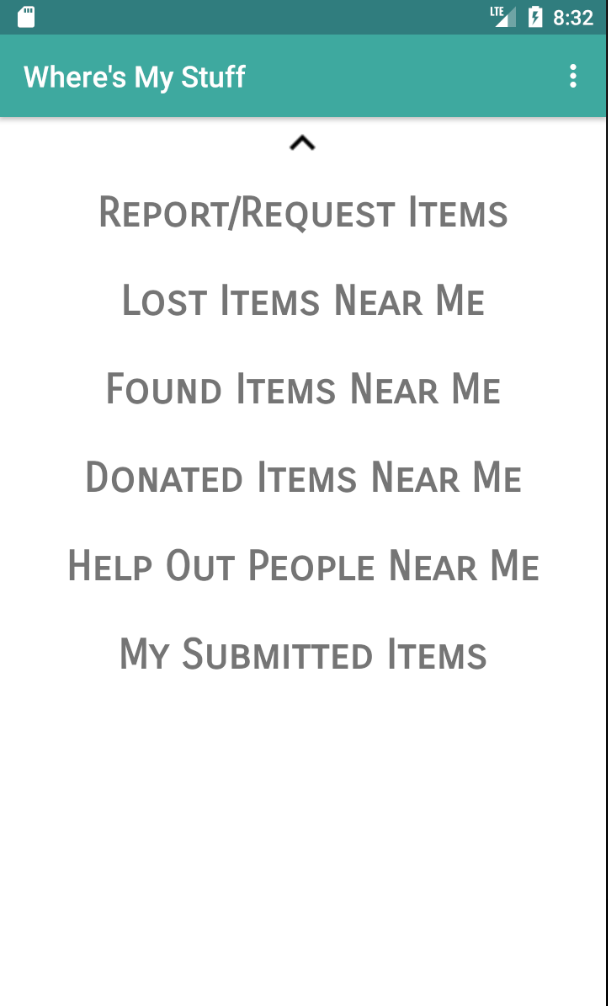 LTE 8:32
Where's My Stuff
Report/Request Items
Lost Items Near Me
Found Items Near Me
Donated Items Near Me
Help Out People Near Me
My Submitted Items